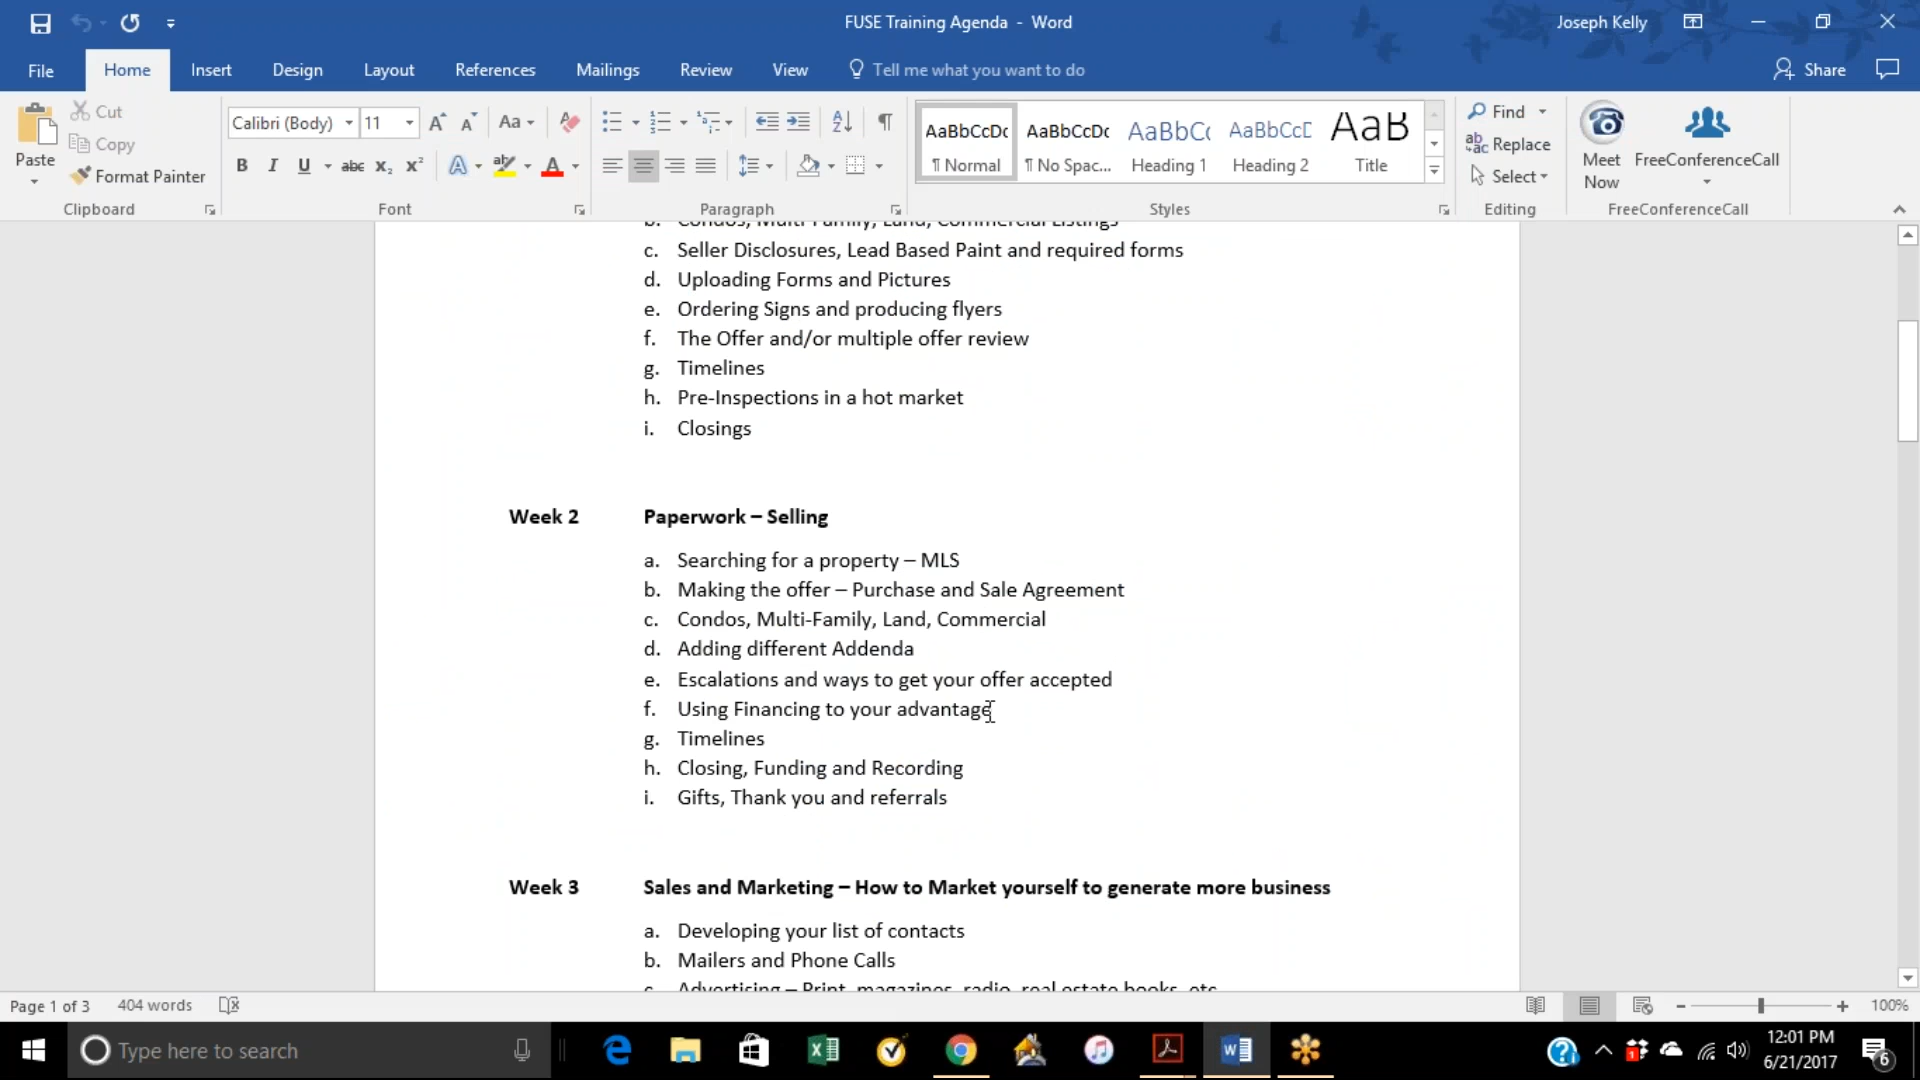 FUSE Training Agenda - Word
Joseph Kelly
File Home Insert Design Layout References Mailings Review View Tell me what you want to do Share
Paste
Cut
Copy
Format Painter
Clipboard
Calibri (Body) 11 Aa
B I U abc X₂ X² A A
Font
Paragraph
AaBbCcDc ¶ Normal
AaBbCcDc ¶ No Spac...
AaBbC Heading 1
AaBbCcD Heading 2
AaB Title
Styles
Find
Replace
Select
Editing
Meet Now
FreeConferenceCall
FreeConferenceCall
b. Condos, Multi-Family, Land, Commercial Listings
c. Seller Disclosures, Lead Based Paint and required forms
d. Uploading Forms and Pictures
e. Ordering Signs and producing flyers
f. The Offer and/or multiple offer review
g. Timelines
h. Pre-Inspections in a hot market
i. Closings
Week 2 Paperwork – Selling
a. Searching for a property – MLS
b. Making the offer – Purchase and Sale Agreement
c. Condos, Multi-Family, Land, Commercial
d. Adding different Addenda
e. Escalations and ways to get your offer accepted
f. Using Financing to your advantage
g. Timelines
h. Closing, Funding and Recording
i. Gifts, Thank you and referrals
Week 3 Sales and Marketing – How to Market yourself to generate more business
a. Developing your list of contacts
b. Mailers and Phone Calls
c. Advertising – Print, magazines, radio, real estate books, etc
Page 1 of 3 404 words 100%
Type here to search
12:01 PM
6/21/2017
6